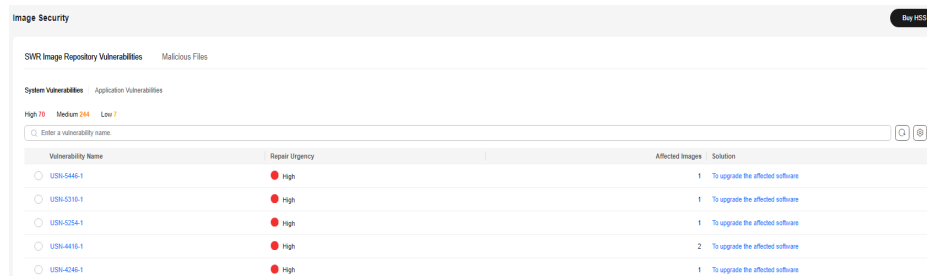 Image Security
Buy HSS
SWR Image Repository Vulnerabilities Malicious Files
System Vulnerabilities Application Vulnerabilities
High 70 Medium 244 Low 7
Enter a vulnerability name.
Vulnerability Name Repair Urgency Affected Images Solution
USN-5446-1 High 1 To upgrade the affected software
USN-5310-1 High 1 To upgrade the affected software
USN-5254-1 High 1 To upgrade the affected software
USN-4416-1 High 2 To upgrade the affected software
USN-4246-1 High 1 To upgrade the affected software